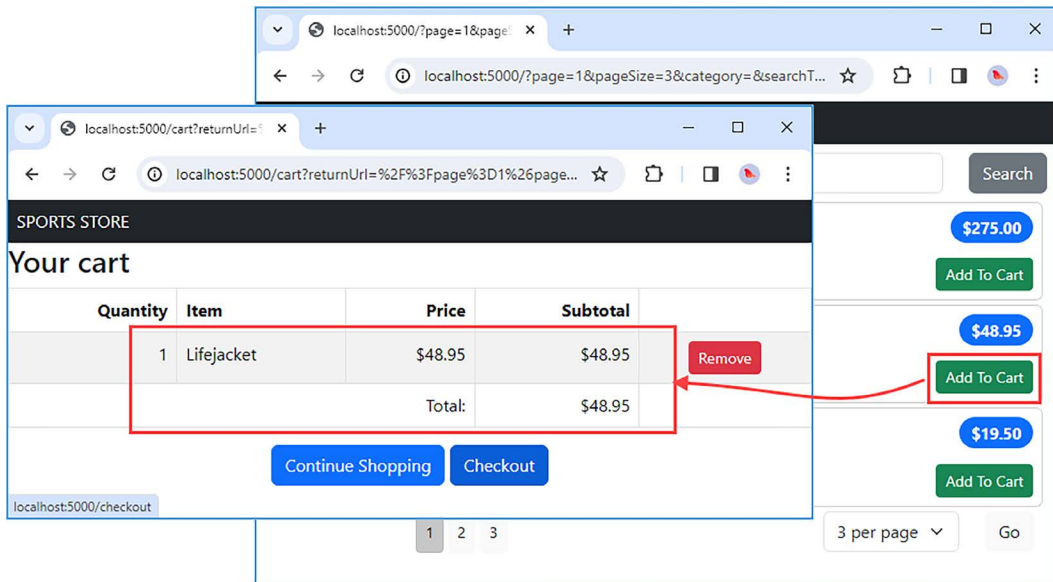 localhost:5000/?page=1&page
localhost:5000/?page=1&pageSize=3&category=&searchT...
localhost:5000/cart?returnUrl=
localhost:5000/cart?returnUrl=%2F%3Fpage%3D1%26page...
SPORTS STORE
Your cart
Quantity Item Price Subtotal
1 Lifejacket $48.95 $48.95 Remove
Total: $48.95
Continue Shopping Checkout
localhost:5000/checkout
Search
$275.00
Add To Cart
$48.95
Add To Cart
$19.50
Add To Cart
1 2 3 3 per page Go